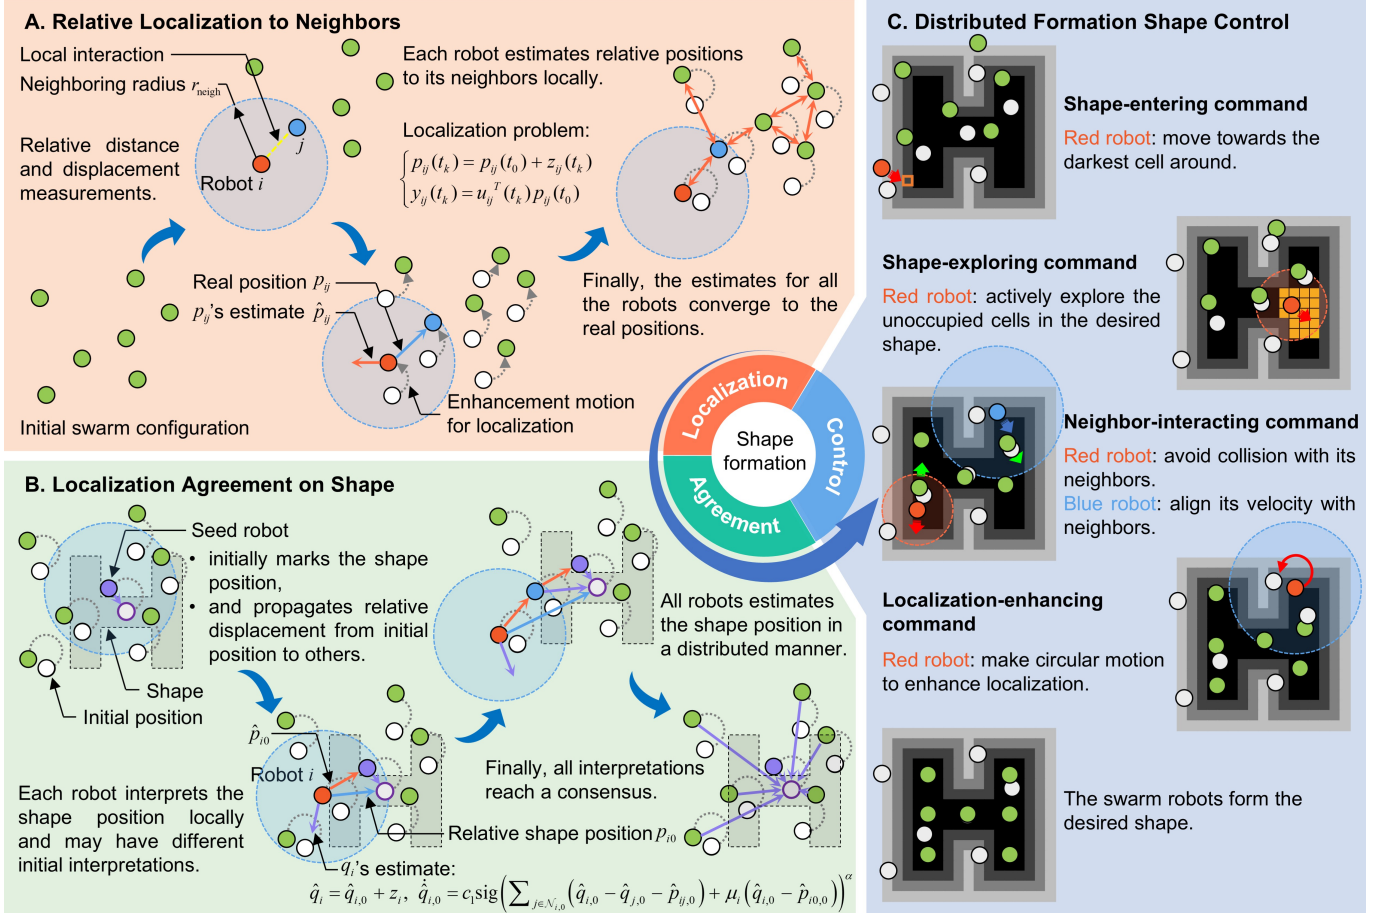 A. Relative Localization to Neighbors
Local interaction
Neighboring radius r_neigh
Relative distance
and displacement
measurements.
j
Robot i
Each robot estimates relative positions
to its neighbors locally.
Localization problem:
p_ij(t_k) = p_ij(t_0) + z_ij(t_k)
y_ij(t_k) = u_ij^T(t_k) p_ij(t_0)
Real position p_ij
p_ij's estimate p̂_ij
Finally, the estimates for all
the robots converge to the
real positions.
Enhancement motion
for localization
Initial swarm configuration
Localization
Control
Agreement
Shape
formation
B. Localization Agreement on Shape
Seed robot
• initially marks the shape
position,
• and propagates relative
displacement from initial
position to others.
Shape
Initial position
All robots estimates
the shape position in
a distributed manner.
p̂_i0
Robot i
Each robot interprets the
shape position locally
and may have different
initial interpretations.
Finally, all interpretations
reach a consensus.
Relative shape position p_i0
q_i's estimate:
q̂_i = q̂_i,0 + z_i, q̂̇_i,0 = c_1 sig(∑_{j∈𝒩_i,0} (q̂_i,0 − q̂_j,0 − p̂_ij,0) + μ_i (q̂_i,0 − p̂_i0,0))^α
C. Distributed Formation Shape Control
Shape-entering command
Red robot: move towards the
darkest cell around.
Shape-exploring command
Red robot: actively explore the
unoccupied cells in the desired
shape.
Neighbor-interacting command
Red robot: avoid collision with its
neighbors.
Blue robot: align its velocity with
neighbors.
Localization-enhancing
command
Red robot: make circular motion
to enhance localization.
The swarm robots form the
desired shape.